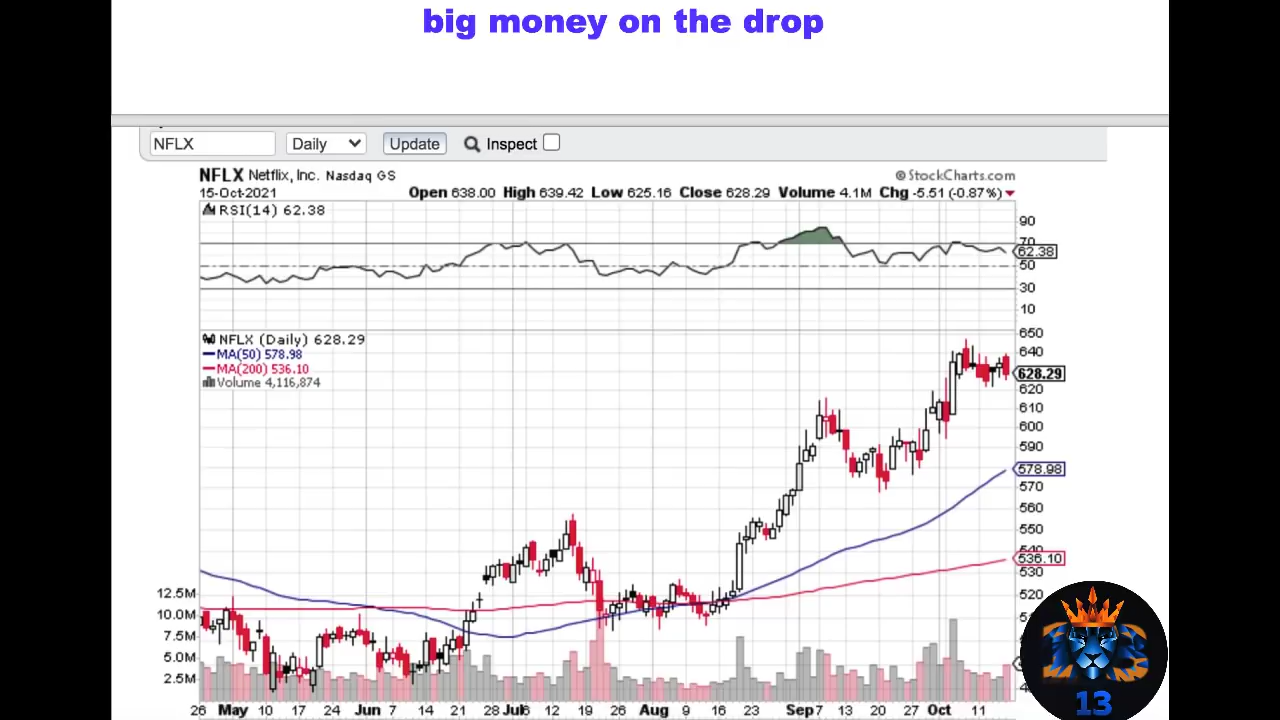 big money on the drop
NFLX Daily Update Inspect
NFLX Netflix, Inc. Nasdaq GS @StockCharts.com
15-Oct-2021 Open 638.00 High 639.42 Low 625.16 Close 628.29 Volume 4.1M Chg -5.51 (-0.87%)
RSI(14) 62.38
90
70
62.38
50
30
10
NFLX (Daily) 628.29
MA(50) 578.98
MA(200) 536.10
Volume 4,116,874
650
640
628.29
620
610
600
590
578.98
570
560
550
540
536.10
530
520
12.5M
10.0M
7.5M
5.0M
2.5M
26 May 10 17 24 Jun 7 14 21 Jul 12 19 26 Aug 9 16 23 Sep 7 13 20 27 Oct 11
13